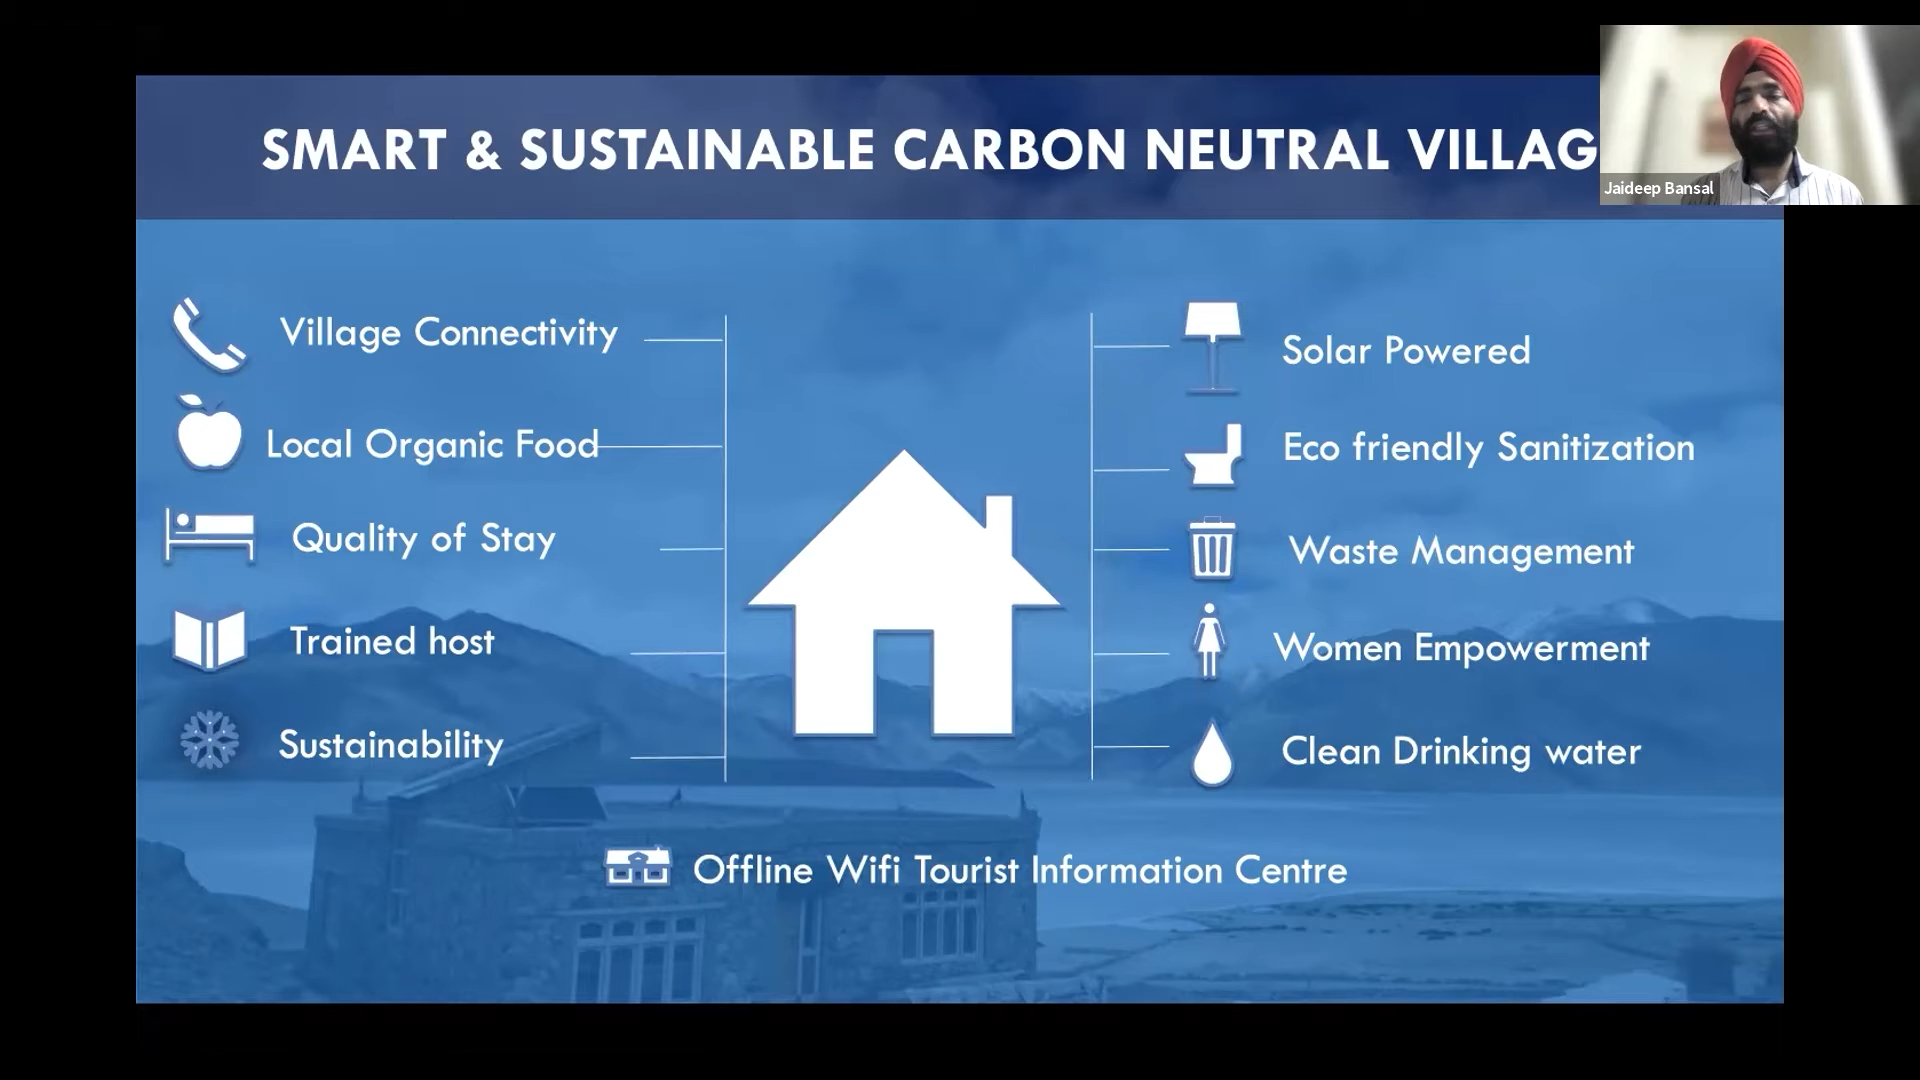 SMART & SUSTAINABLE CARBON NEUTRAL VILLAG
Jaideep Bansal
Village Connectivity
Local Organic Food
Quality of Stay
Trained host
Sustainability
Solar Powered
Eco friendly Sanitization
Waste Management
Women Empowerment
Clean Drinking water
Offline Wifi Tourist Information Centre